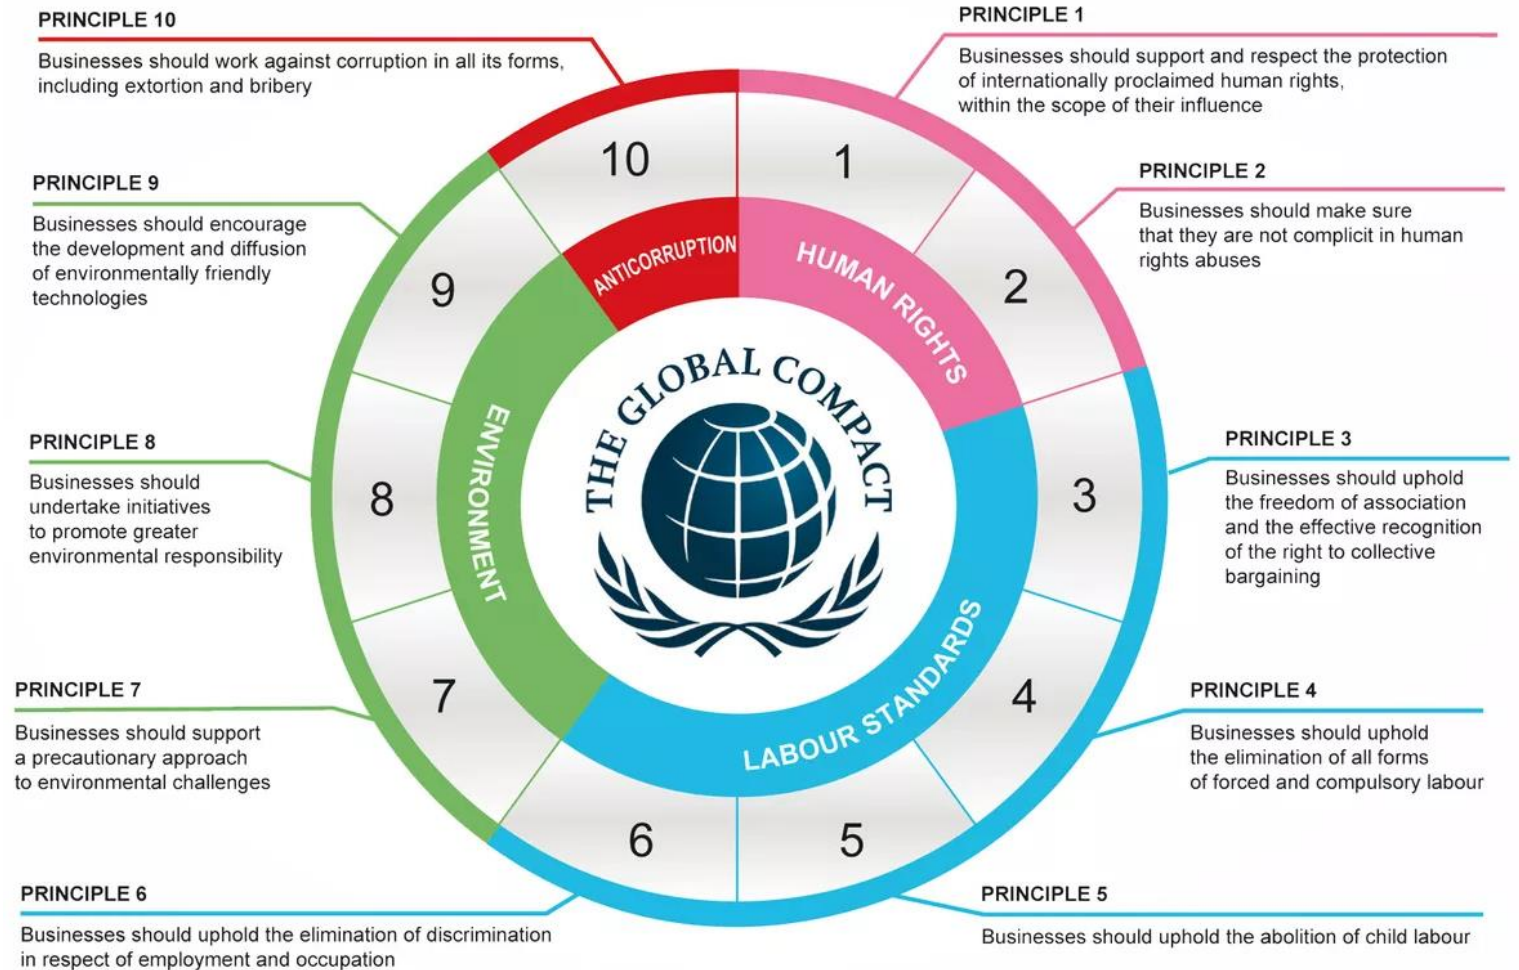 PRINCIPLE 10
Businesses should work against corruption in all its forms,
including extortion and bribery
PRINCIPLE 1
Businesses should support and respect the protection
of internationally proclaimed human rights,
within the scope of their influence
PRINCIPLE 2
Businesses should make sure
that they are not complicit in human
rights abuses
PRINCIPLE 3
Businesses should uphold
the freedom of association
and the effective recognition
of the right to collective
bargaining
PRINCIPLE 4
Businesses should uphold
the elimination of all forms
of forced and compulsory labour
PRINCIPLE 5
Businesses should uphold the abolition of child labour
PRINCIPLE 6
Businesses should uphold the elimination of discrimination
in respect of employment and occupation
PRINCIPLE 7
Businesses should support
a precautionary approach
to environmental challenges
PRINCIPLE 8
Businesses should
undertake initiatives
to promote greater
environmental responsibility
PRINCIPLE 9
Businesses should encourage
the development and diffusion
of environmentally friendly
technologies
10
1
2
3
4
5
6
7
8
9
ANTICORRUPTION
HUMAN RIGHTS
LABOUR STANDARDS
ENVIRONMENT
THE GLOBAL COMPACT